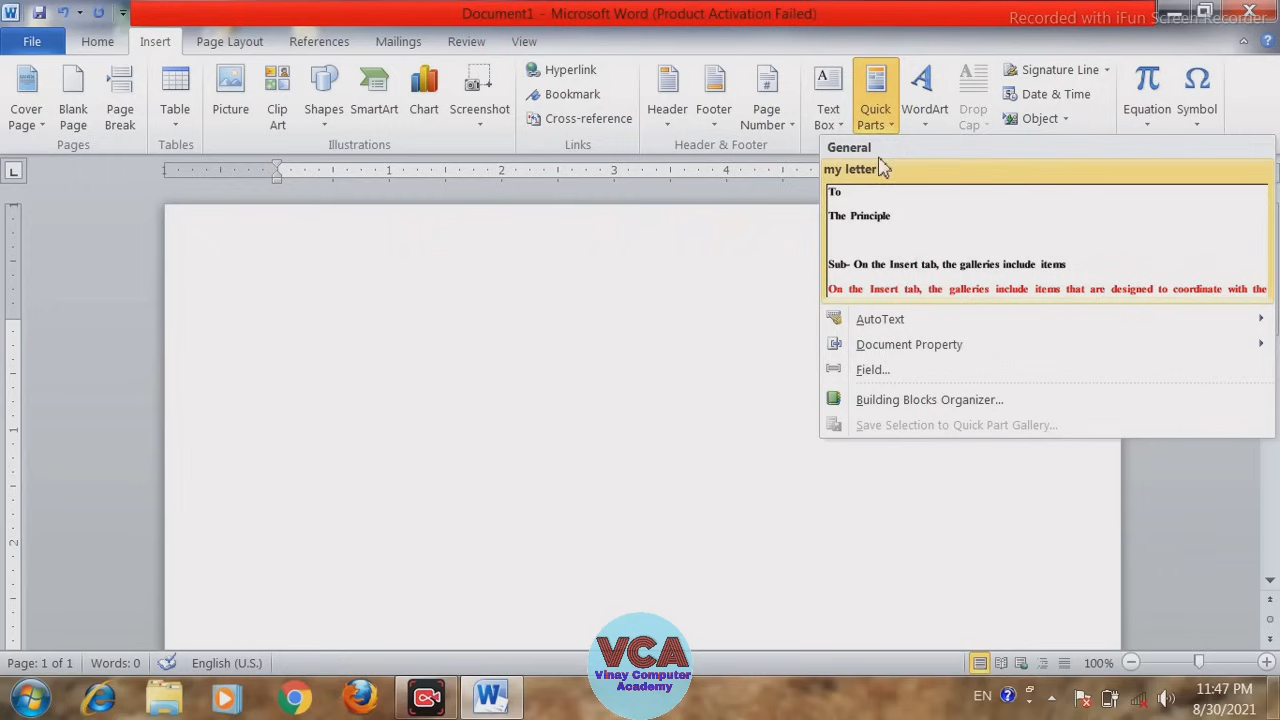 Document1 - Microsoft Word (Product Activation Failed)
Recorded with iFun Screen Recorder
File Home Insert Page Layout References Mailings Review View
Cover Page
Blank Page
Page Break
Pages
Table
Tables
Picture
Clip Art
Shapes
SmartArt
Chart
Screenshot
Illustrations
Hyperlink
Bookmark
Cross-reference
Links
Header
Footer
Page Number
Header & Footer
Text Box
Quick Parts
WordArt
Drop Cap
Signature Line
Date & Time
Object
Equation
Symbol
General
my letter
To
The Principle
Sub- On the Insert tab, the galleries include items
On the Insert tab, the galleries include items that are designed to coordinate with the
AutoText
Document Property
Field...
Building Blocks Organizer...
Save Selection to Quick Part Gallery...
1 1 2 3
1
2
VCA
Vinay Computer
Academy
Page: 1 of 1 Words: 0 English (U.S.) 100%
EN 11:47 PM
8/30/2021